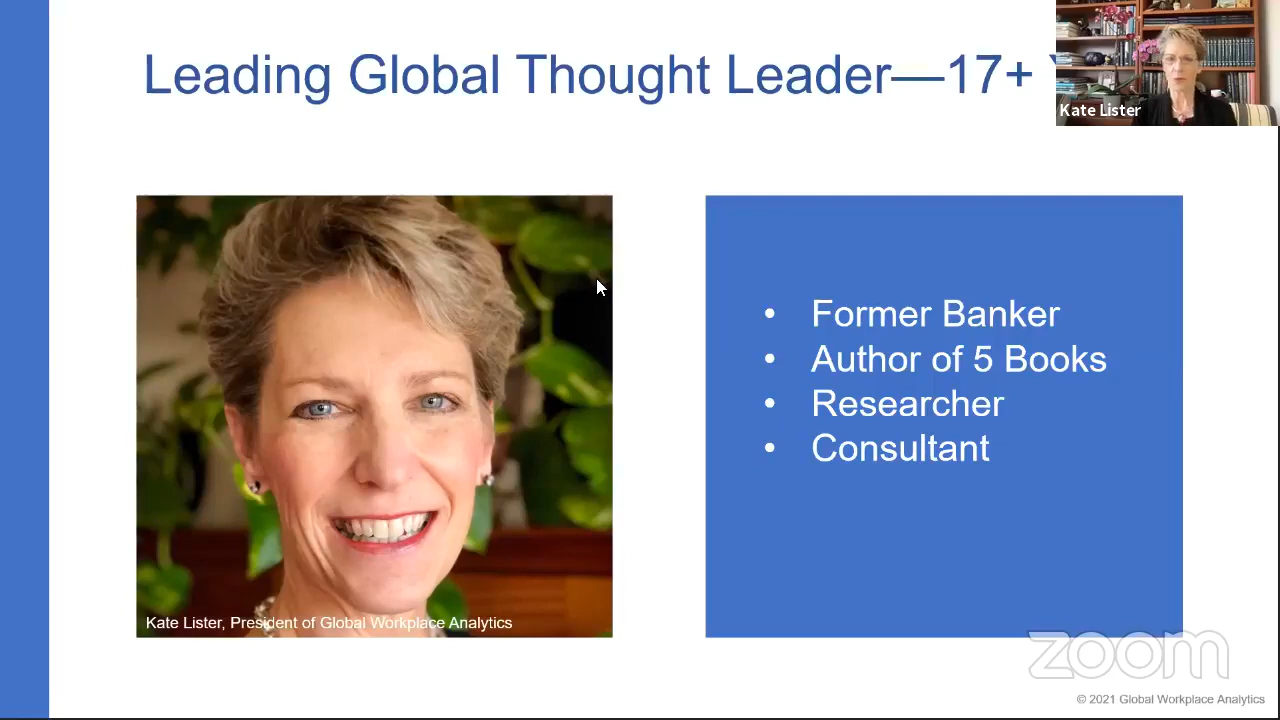 Leading Global Thought Leader—17+
Kate Lister
• Former Banker
• Author of 5 Books
• Researcher
• Consultant
Kate Lister, President of Global Workplace Analytics
zoom
© 2021 Global Workplace Analytics